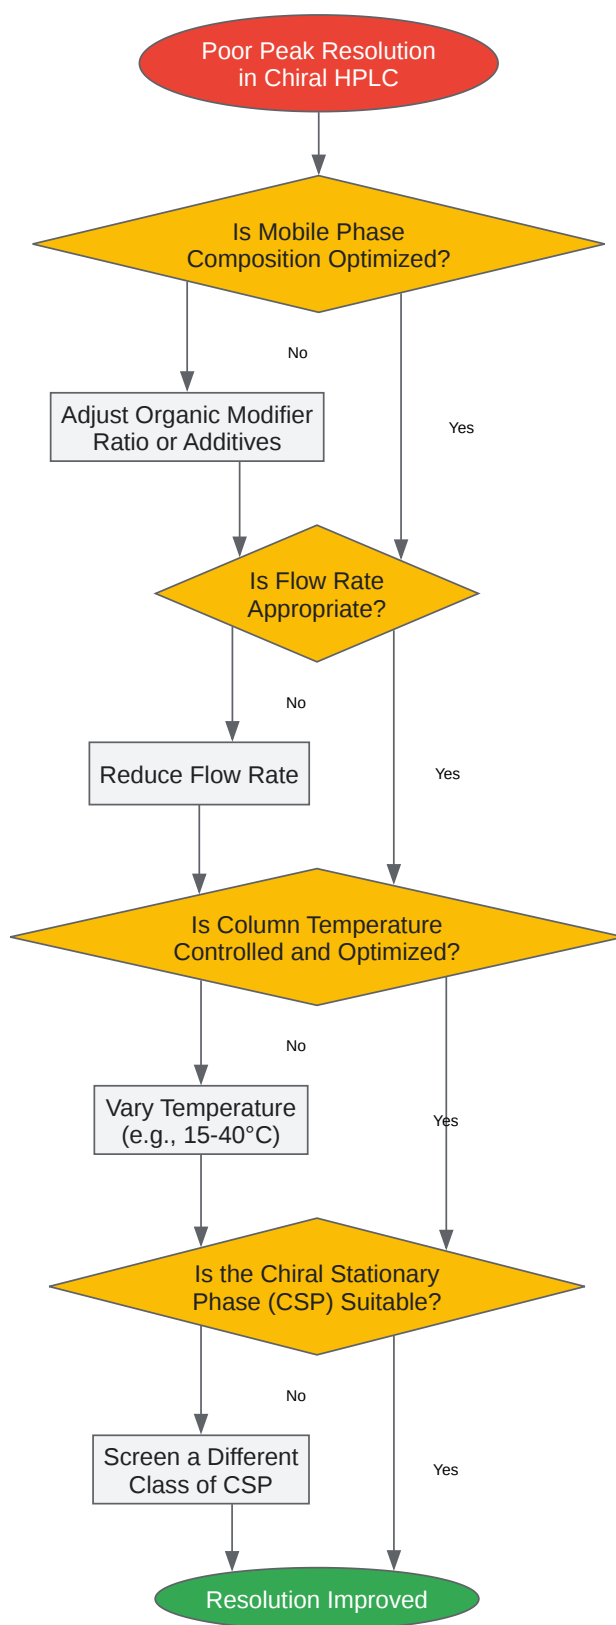 Poor Peak Resolution
in Chiral HPLC
Is Mobile Phase
Composition Optimized?
No
Adjust Organic Modifier
Ratio or Additives
Yes
Is Flow Rate
Appropriate?
No
Reduce Flow Rate
Yes
Is Column Temperature
Controlled and Optimized?
No
Vary Temperature
(e.g., 15-40°C)
Yes
Is the Chiral Stationary
Phase (CSP) Suitable?
No
Screen a Different
Class of CSP
Yes
Resolution Improved